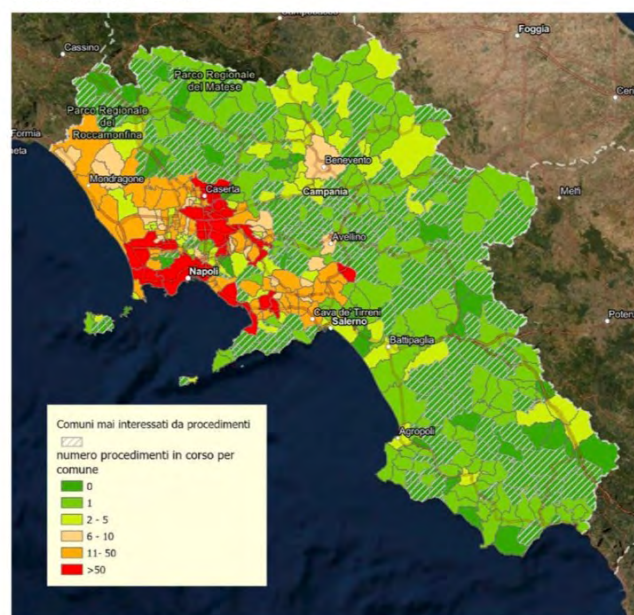 Foggia
Cassino
Parco Regionale
del Matese
Parco Regionale
del
Roccamonfina
Formia
Mondragone
Benevento
Campania
Caserta
Melfi
Avellino
Napoli
Cava de' Tirreni
Salerno
Battipaglia
Agropoli
Comuni mai interessati da procedimenti
numero procedimenti in corso per
comune
0
1
2 - 5
6 - 10
11- 50
>50